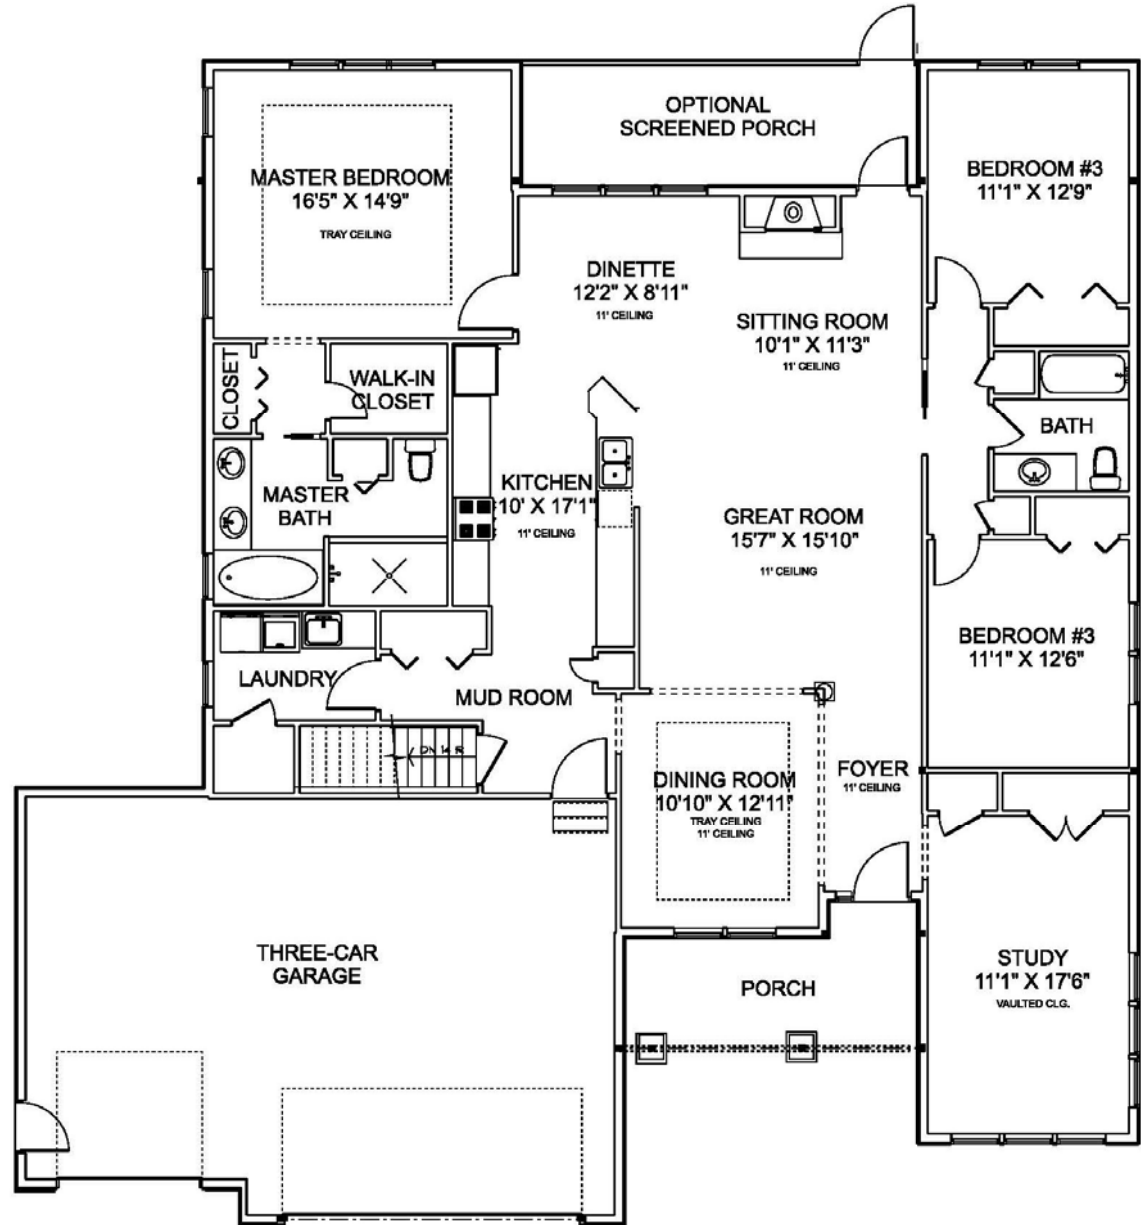 OPTIONAL
SCREENED PORCH
MASTER BEDROOM
16'5" X 14'9"
TRAY CEILING
BEDROOM #3
11'1" X 12'9"
DINETTE
12'2" X 8'11"
11' CEILING
SITTING ROOM
10'1" X 11'3"
11' CEILING
CLOSET
WALK-IN
CLOSET
BATH
MASTER
BATH
KITCHEN
10' X 17'1"
11' CEILING
GREAT ROOM
15'7" X 15'10"
11' CEILING
BEDROOM #3
11'1" X 12'6"
LAUNDRY
MUD ROOM
DN 14 R
DINING ROOM
10'10" X 12'11"
TRAY CEILING
11' CEILING
FOYER
11' CEILING
THREE-CAR
GARAGE
PORCH
STUDY
11'1" X 17'6"
VAULTED CLG.